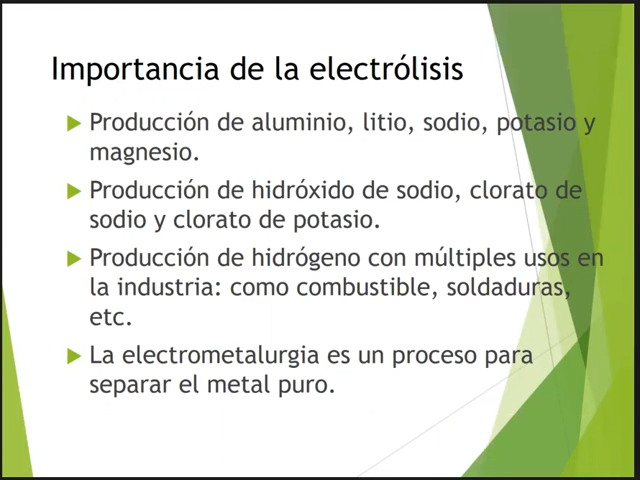 Importancia de la electrólisis
Producción de aluminio, litio, sodio, potasio y
magnesio.
Producción de hidróxido de sodio, clorato de
sodio y clorato de potasio.
Producción de hidrógeno con múltiples usos en
la industria: como combustible, soldaduras,
etc.
La electrometalurgia es un proceso para
separar el metal puro.